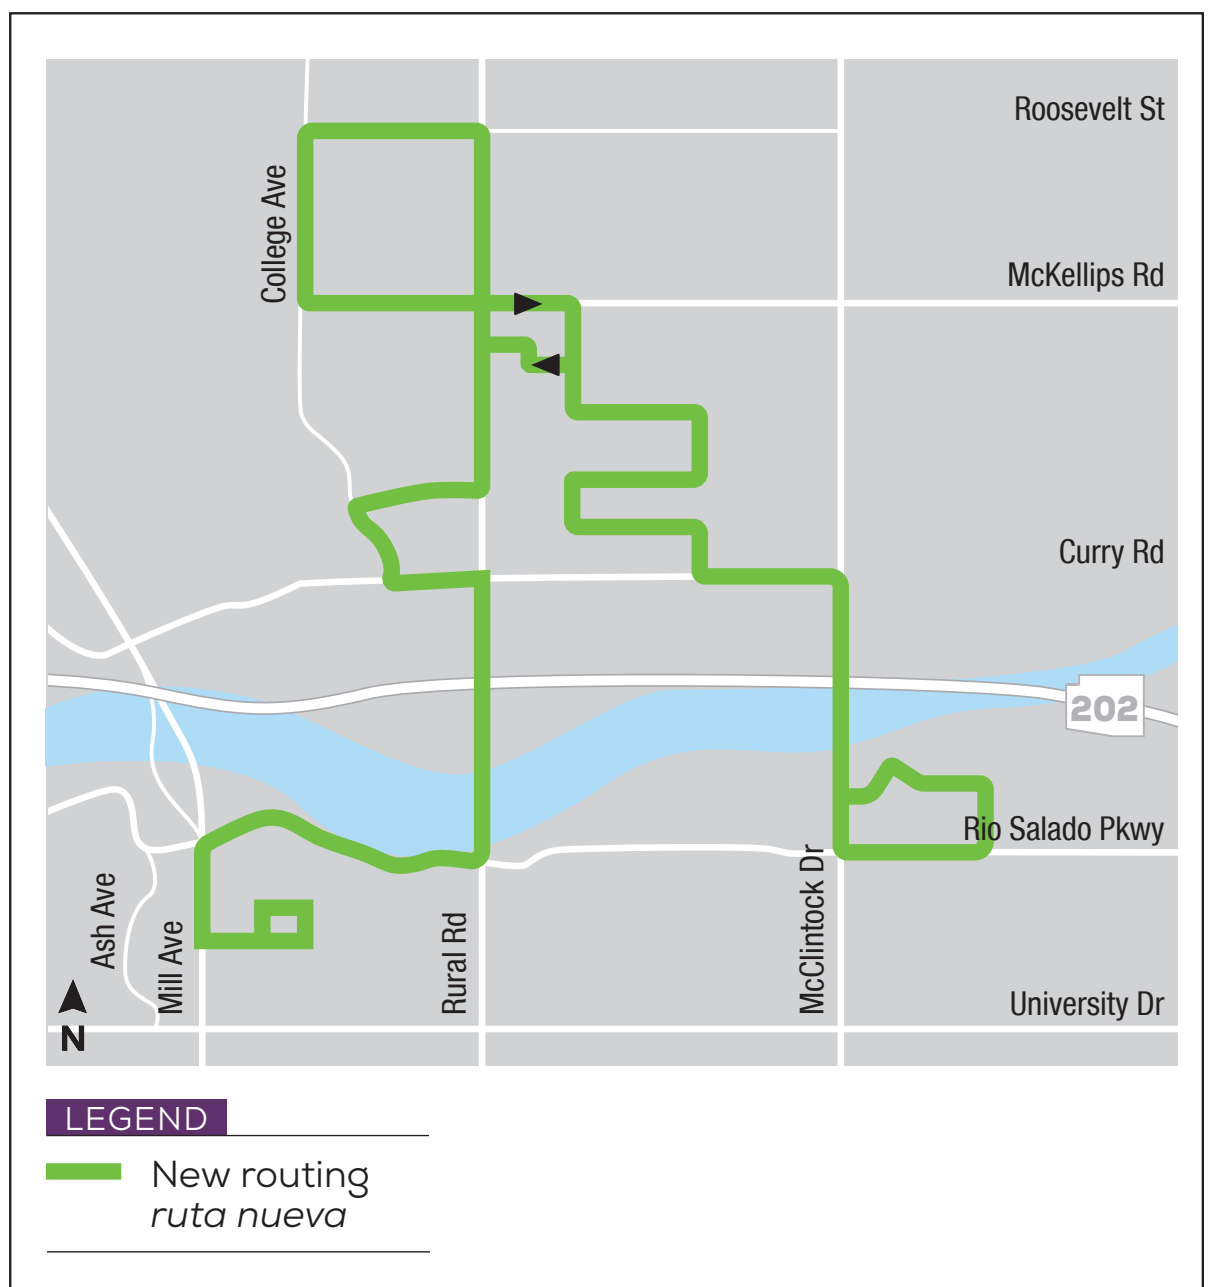 Roosevelt St
College Ave
McKellips Rd
Curry Rd
202
Rio Salado Pkwy
Ash Ave
Mill Ave
Rural Rd
McClintock Dr
University Dr
N
LEGEND
New routing
ruta nueva